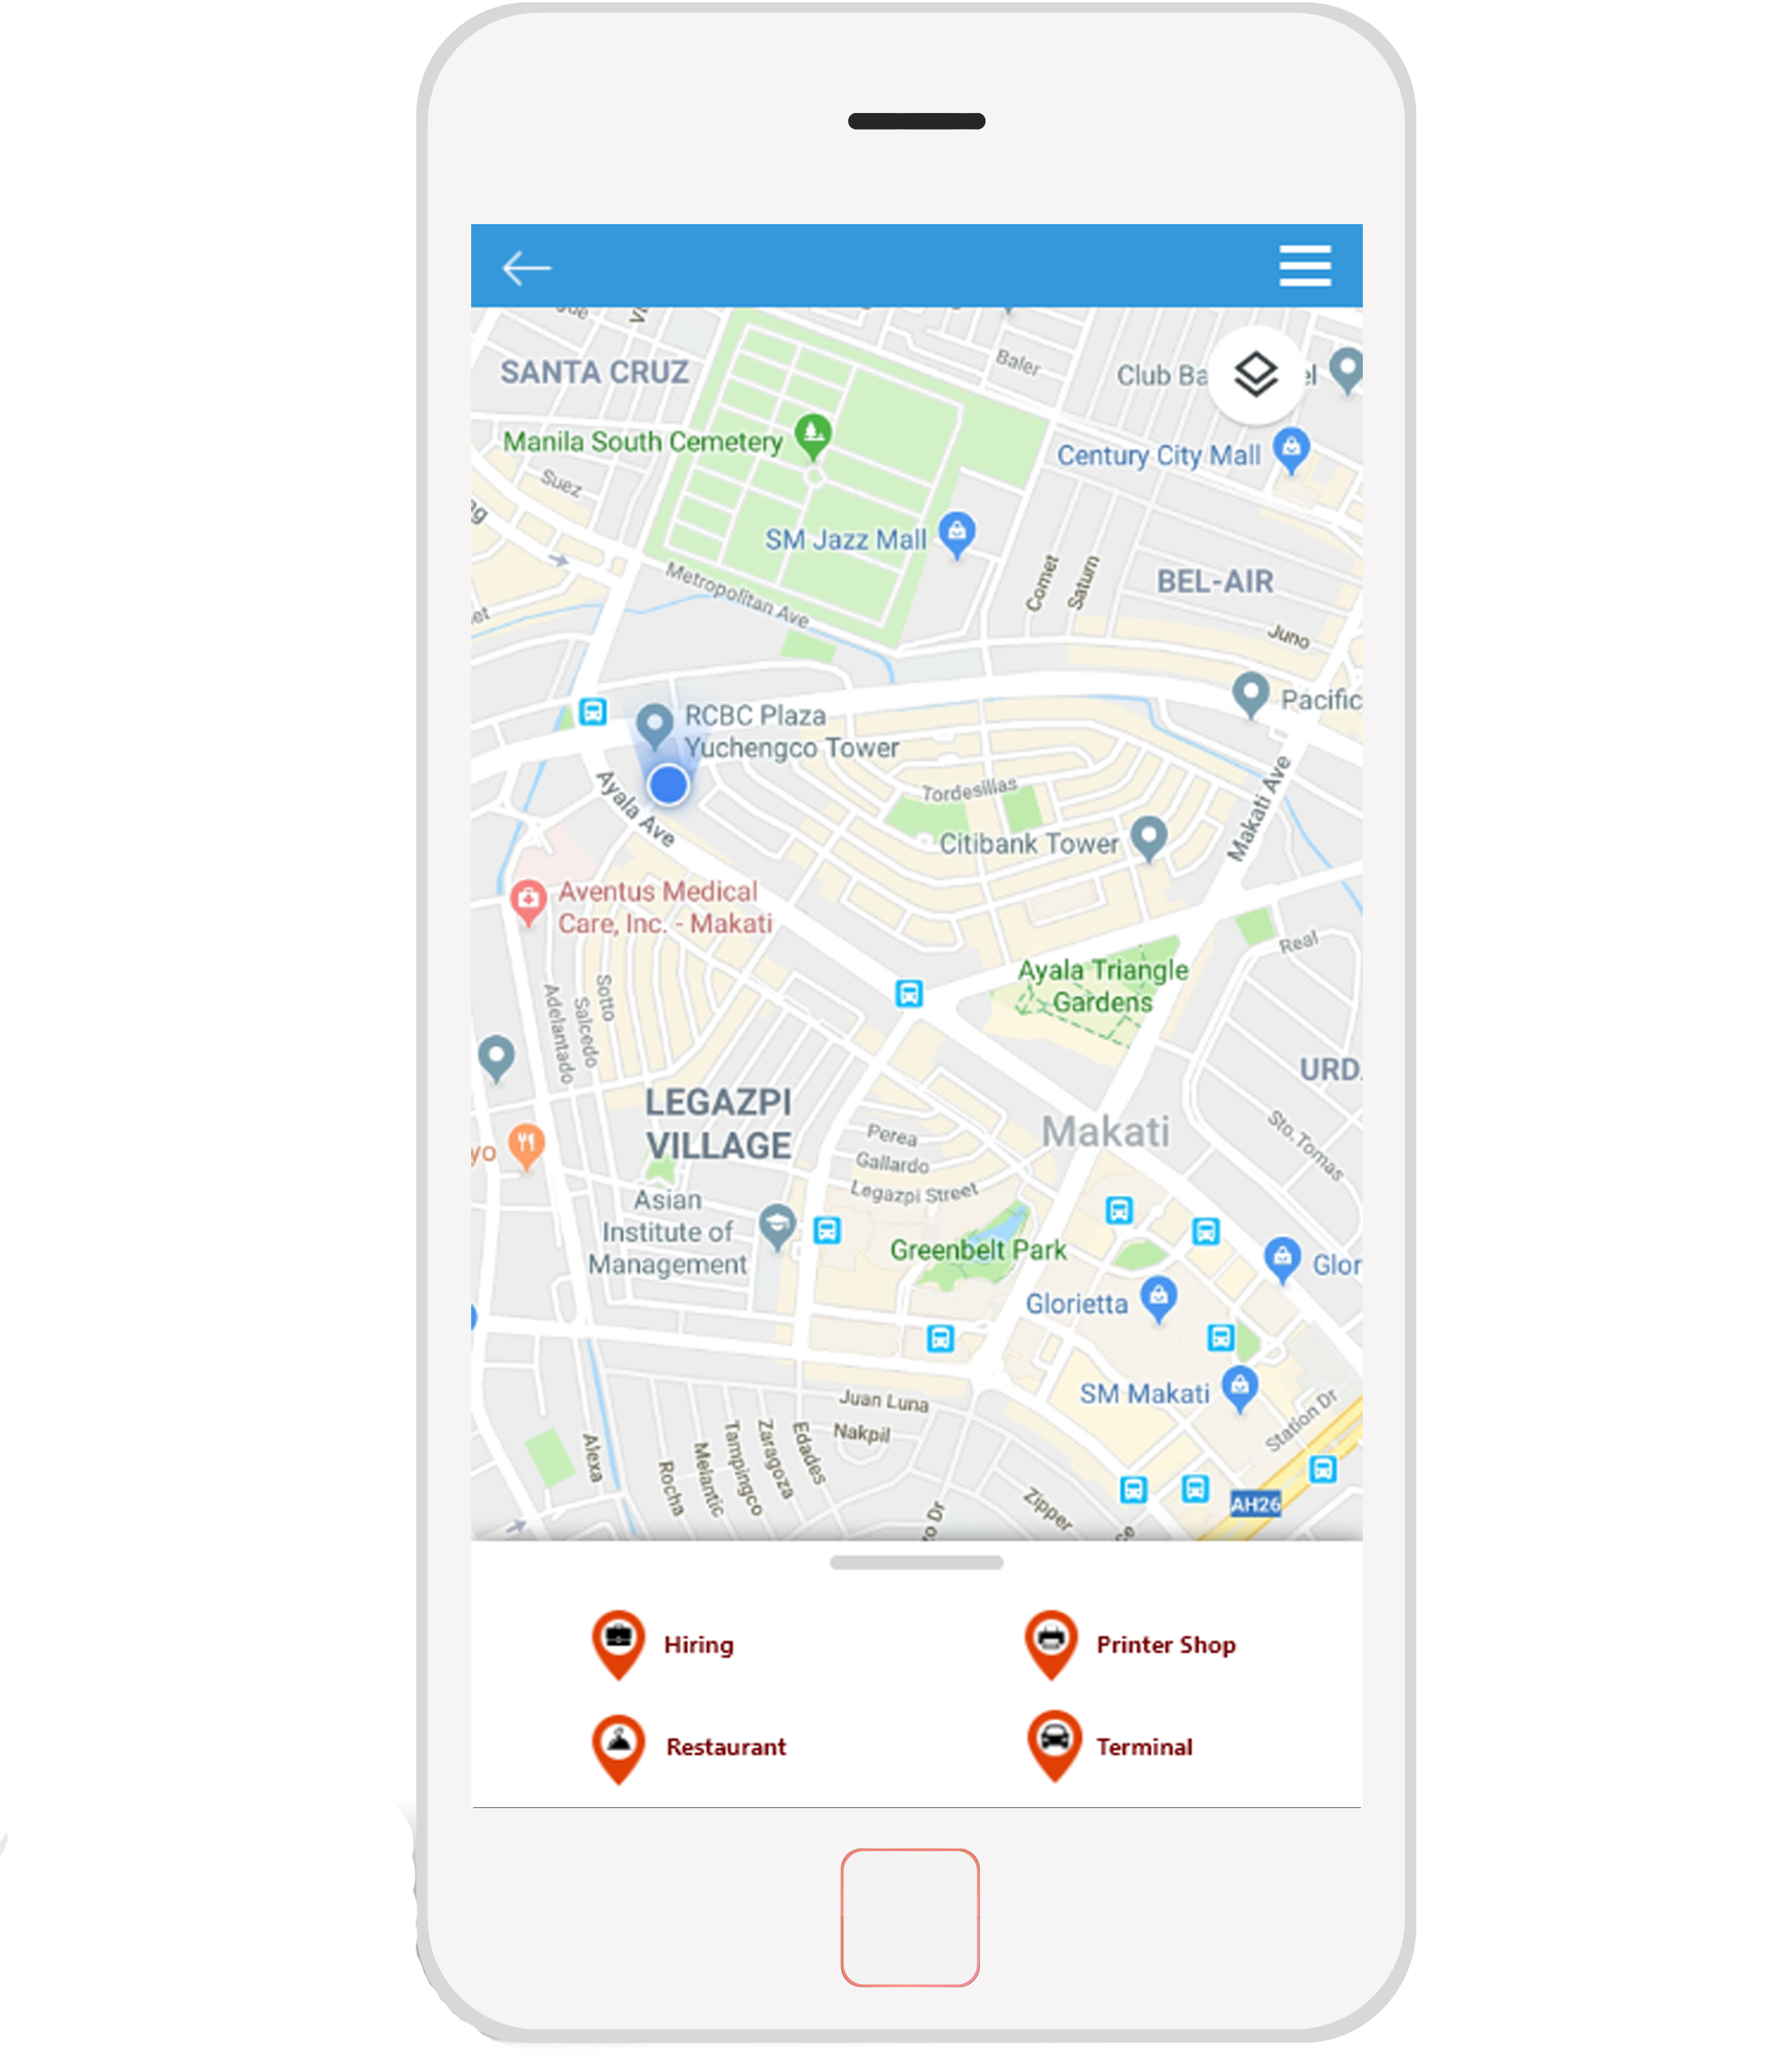 SANTA CRUZ
Baler
Club Ba
el
Manila South Cemetery
Century City Mall
Suez
SM Jazz Mall
Metropolitan Ave
Comet
Saturn
BEL-AIR
Juno
RCBC Plaza
Yuchengco Tower
Pacific
Ayala Ave
Tordesillas
Makati Ave
Citibank Tower
Aventus Medical
Care, Inc. - Makati
Real
Ayala Triangle
Gardens
Sotto
Salcedo
Adelantado
URD
LEGAZPI
VILLAGE
Makati
Perea
Gallardo
Legazpi Street
Sto. Tomas
yo
Asian
Institute of
Management
Greenbelt Park
Glor
Glorietta
SM Makati
Juan Luna
Nakpil
Station Dr
Alexa
Rocha
Melantic
Tampingco
Zaragoza
Edades
Zipper
o Dr
ce
AH26
Hiring
Printer Shop
Restaurant
Terminal